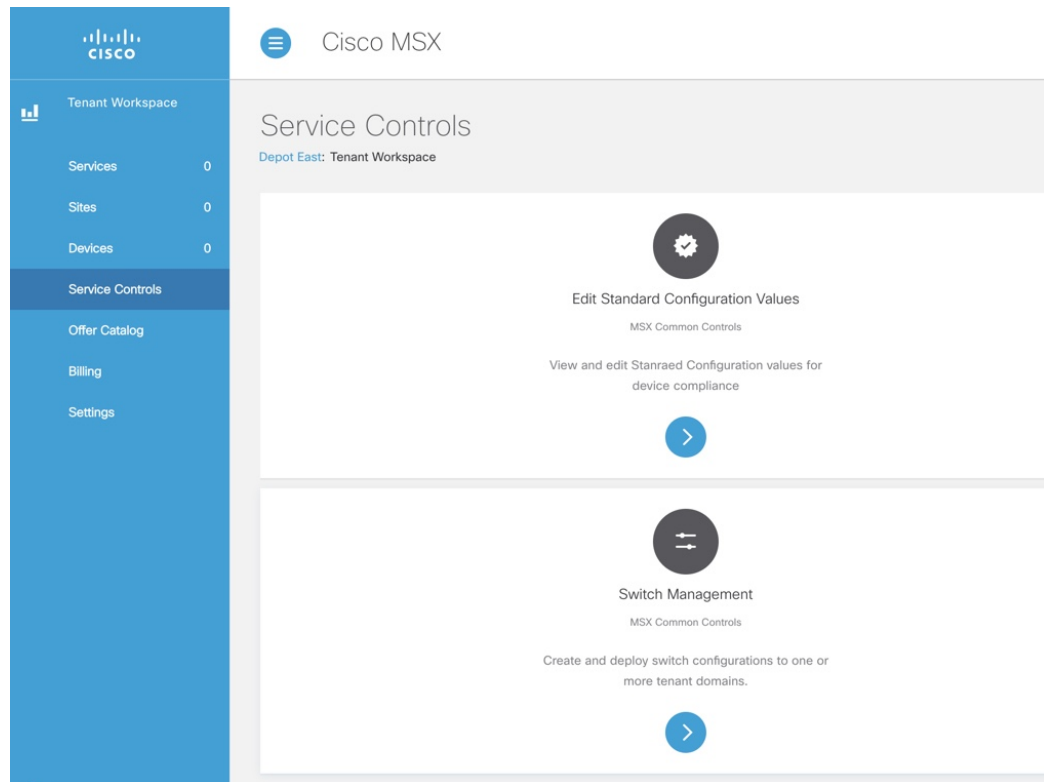 CISCO
Cisco MSX
Tenant Workspace
Services 0
Sites 0
Devices 0
Service Controls
Offer Catalog
Billing
Settings
Service Controls
Depot East: Tenant Workspace
Edit Standard Configuration Values
MSX Common Controls
View and edit Stanraed Configuration values for
device compliance
Switch Management
MSX Common Controls
Create and deploy switch configurations to one or
more tenant domains.